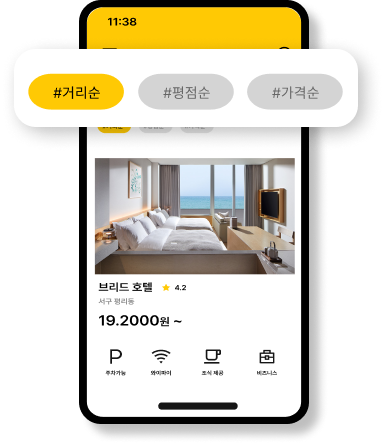 11:38
#거리순 #평점순 #가격순
브리드 호텔 4.2
서구 평리동
19.2000원 ~
주차가능 와이파이 조식 제공 비즈니스